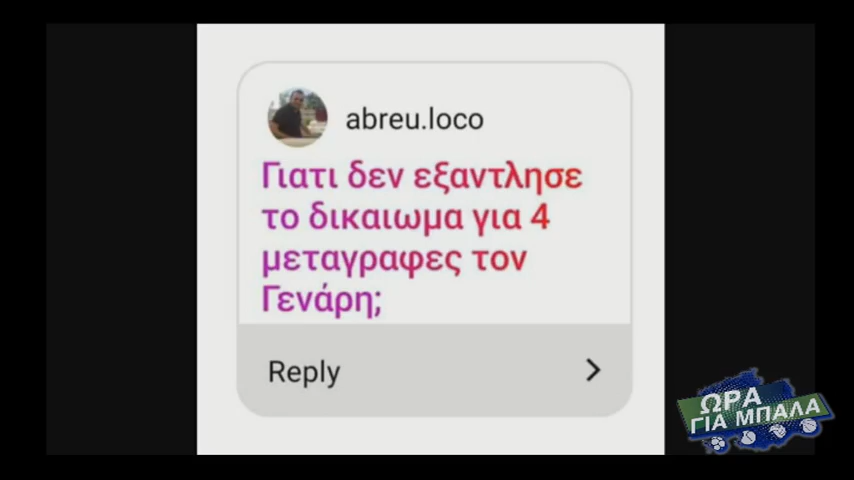 abreu.loco
Γιατι δεν εξαντλησε
το δικαιωμα για 4
μεταγραφες τον
Γενάρη;
Reply
ΩΡΑ
ΓΙΑ ΜΠΑΛΑ